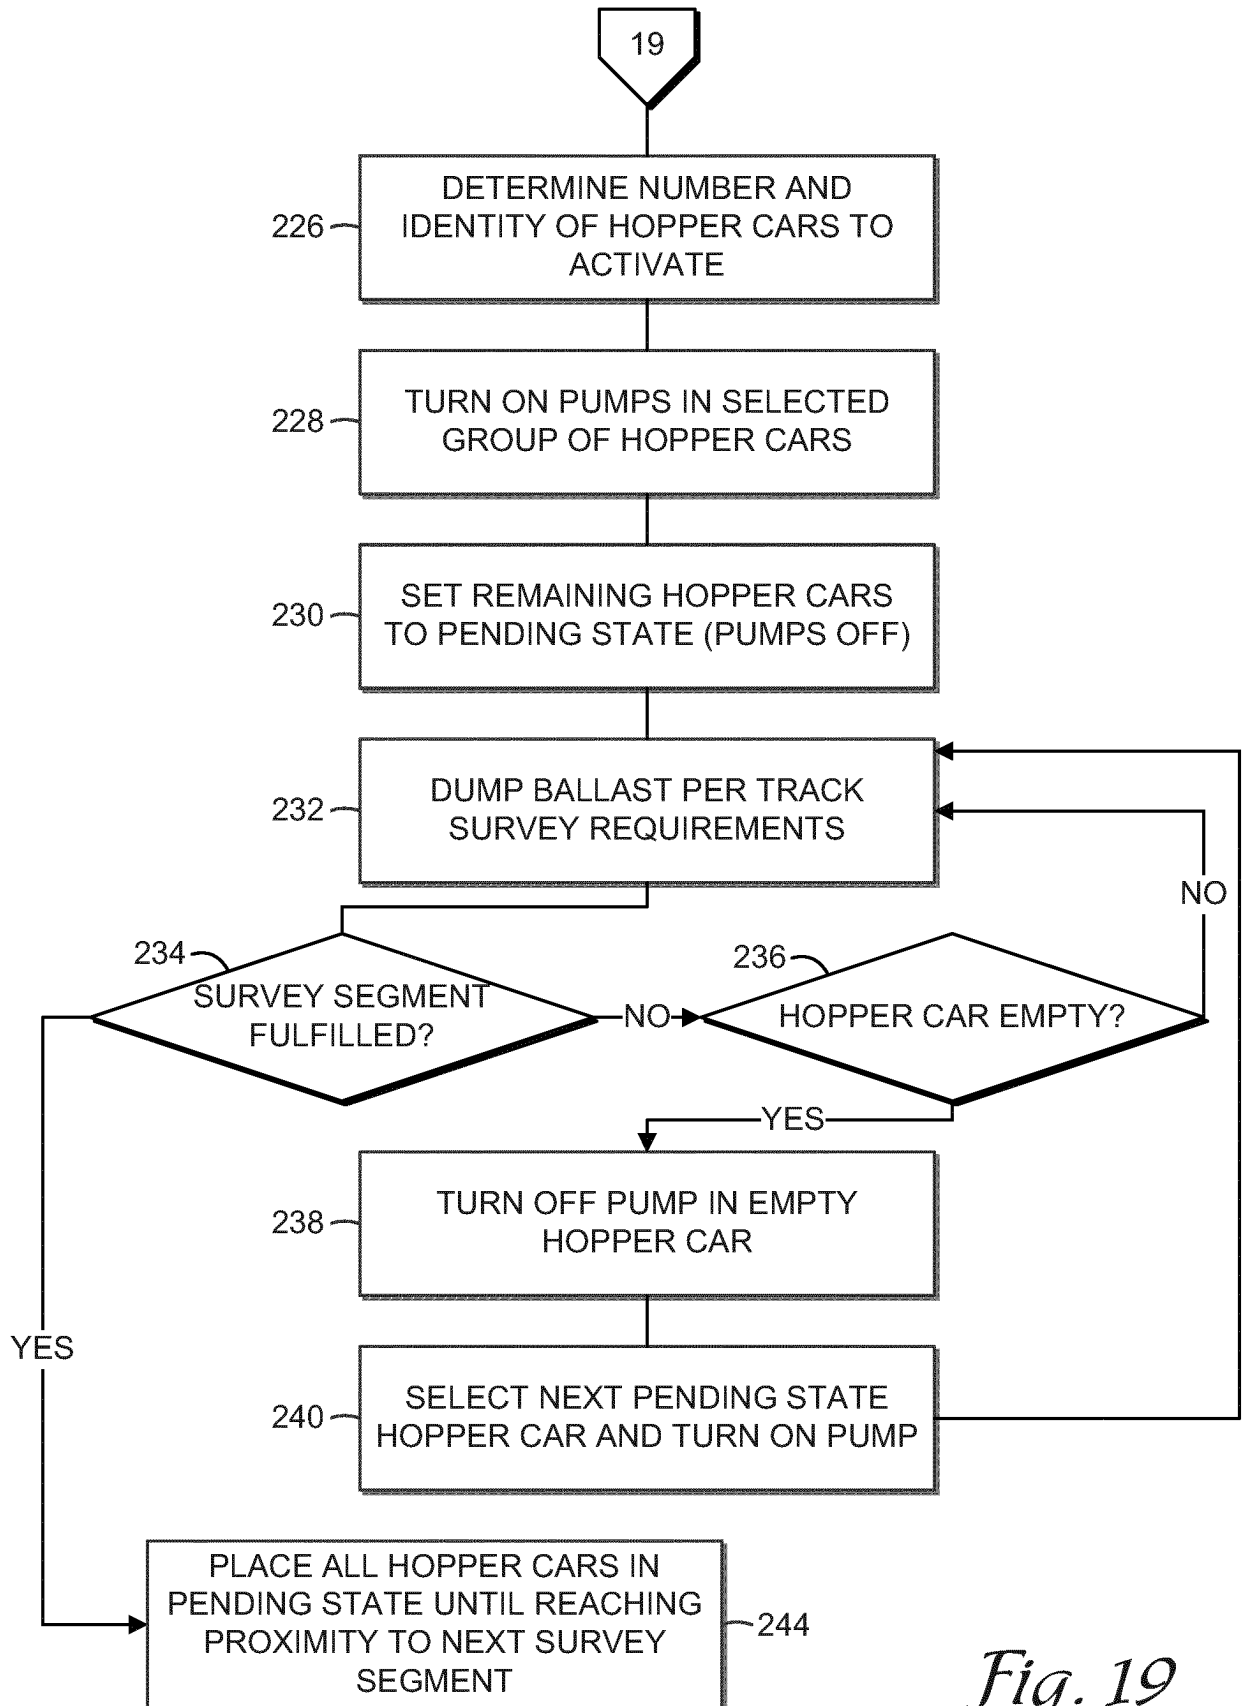 19
DETERMINE NUMBER AND
IDENTITY OF HOPPER CARS TO
ACTIVATE
226
TURN ON PUMPS IN SELECTED
GROUP OF HOPPER CARS
228
SET REMAINING HOPPER CARS
TO PENDING STATE (PUMPS OFF)
230
DUMP BALLAST PER TRACK
SURVEY REQUIREMENTS
232
NO
234
SURVEY SEGMENT
FULFILLED?
NO
236
HOPPER CAR EMPTY?
YES
TURN OFF PUMP IN EMPTY
HOPPER CAR
238
YES
SELECT NEXT PENDING STATE
HOPPER CAR AND TURN ON PUMP
240
PLACE ALL HOPPER CARS IN
PENDING STATE UNTIL REACHING
PROXIMITY TO NEXT SURVEY
SEGMENT
244
Fig. 19